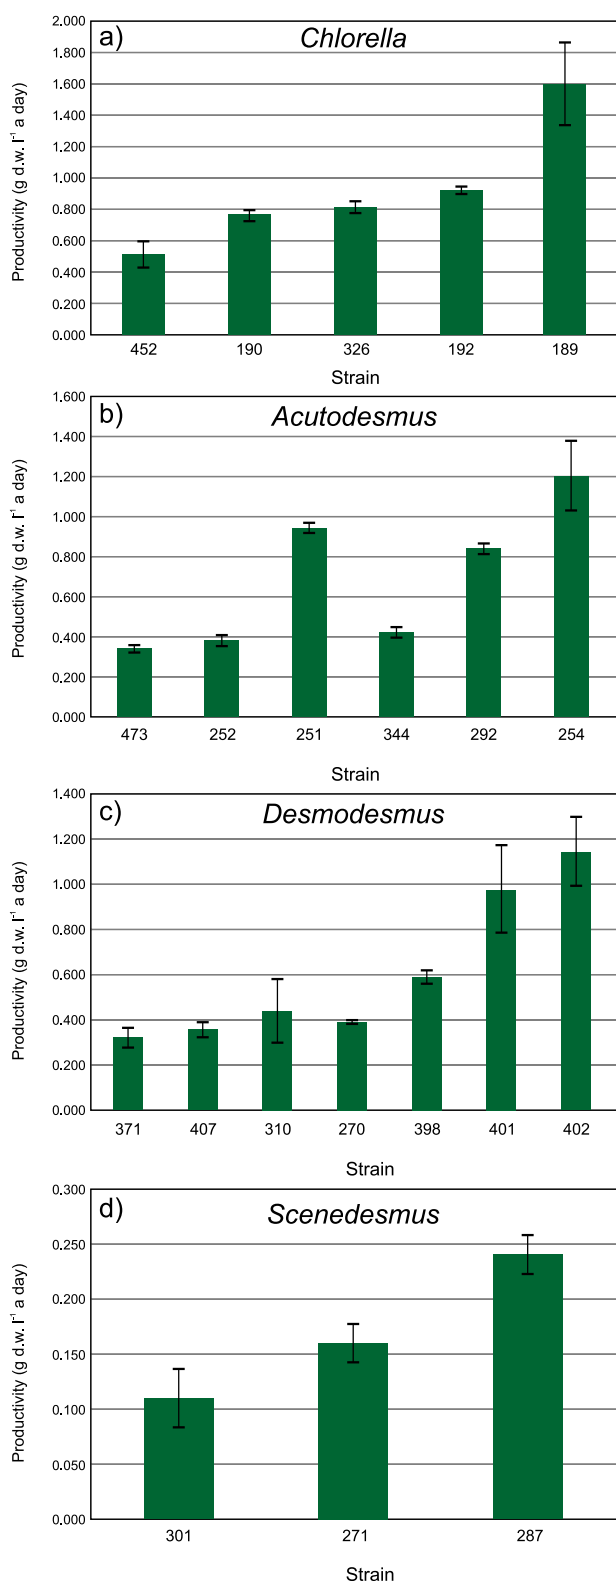 a) Chlorella
Productivity (g d.w. l⁻¹ a day)
2.000
1.800
1.600
1.400
1.200
1.000
0.800
0.600
0.400
0.200
0.000
452 190 326 192 189
Strain
b) Acutodesmus
Productivity (g d.w. l⁻¹ a day)
1.600
1.400
1.200
1.000
0.800
0.600
0.400
0.200
0.000
473 252 251 344 292 254
Strain
c) Desmodesmus
Productivity (g d.w. l⁻¹ a day)
1.400
1.200
1.000
0.800
0.600
0.400
0.200
0.000
371 407 310 270 398 401 402
Strain
d) Scenedesmus
Productivity (g d.w. l⁻¹ a day)
0.300
0.250
0.200
0.150
0.100
0.050
0.000
301 271 287
Strain